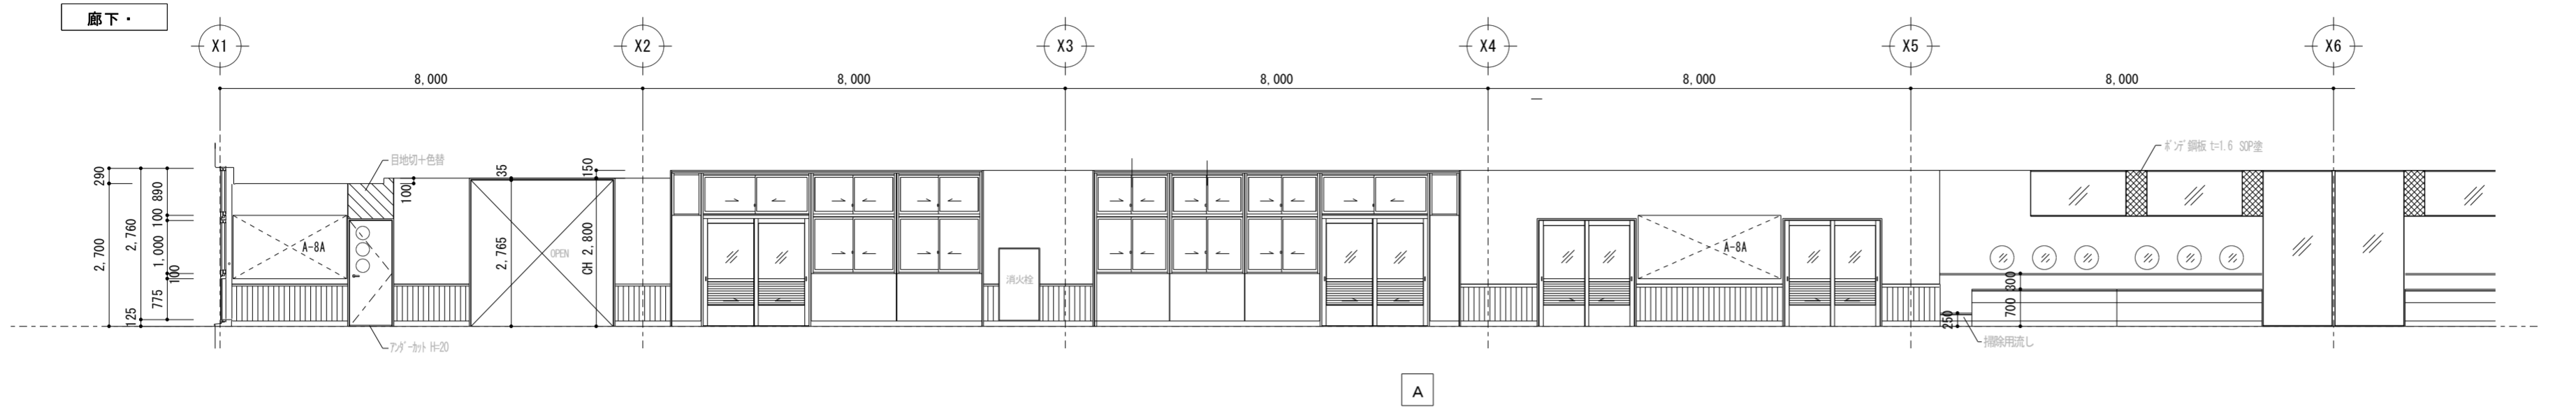 廊下・
X1
X2
X3
X4
X5
X6
8,000
8,000
8,000
8,000
8,000
目地切+色替
ボンデ鋼板 t=1.6 SOP塗
290
2,700
2,760
125
890
100
1,000
100
775
100
35
150
2,765
CH 2,800
A-8A
OPEN
消火栓
A-8A
300
700
250
アンダーカット H=20
掃除用流し
A